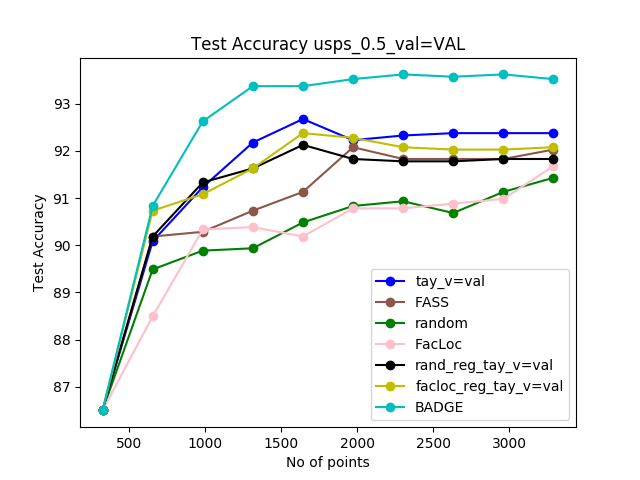 Test Accuracy usps_0.5_val=VAL
Test Accuracy
93
92
91
90
89
88
87
500 1000 1500 2000 2500 3000
No of points
tay_v=val
FASS
random
FacLoc
rand_reg_tay_v=val
facloc_reg_tay_v=val
BADGE